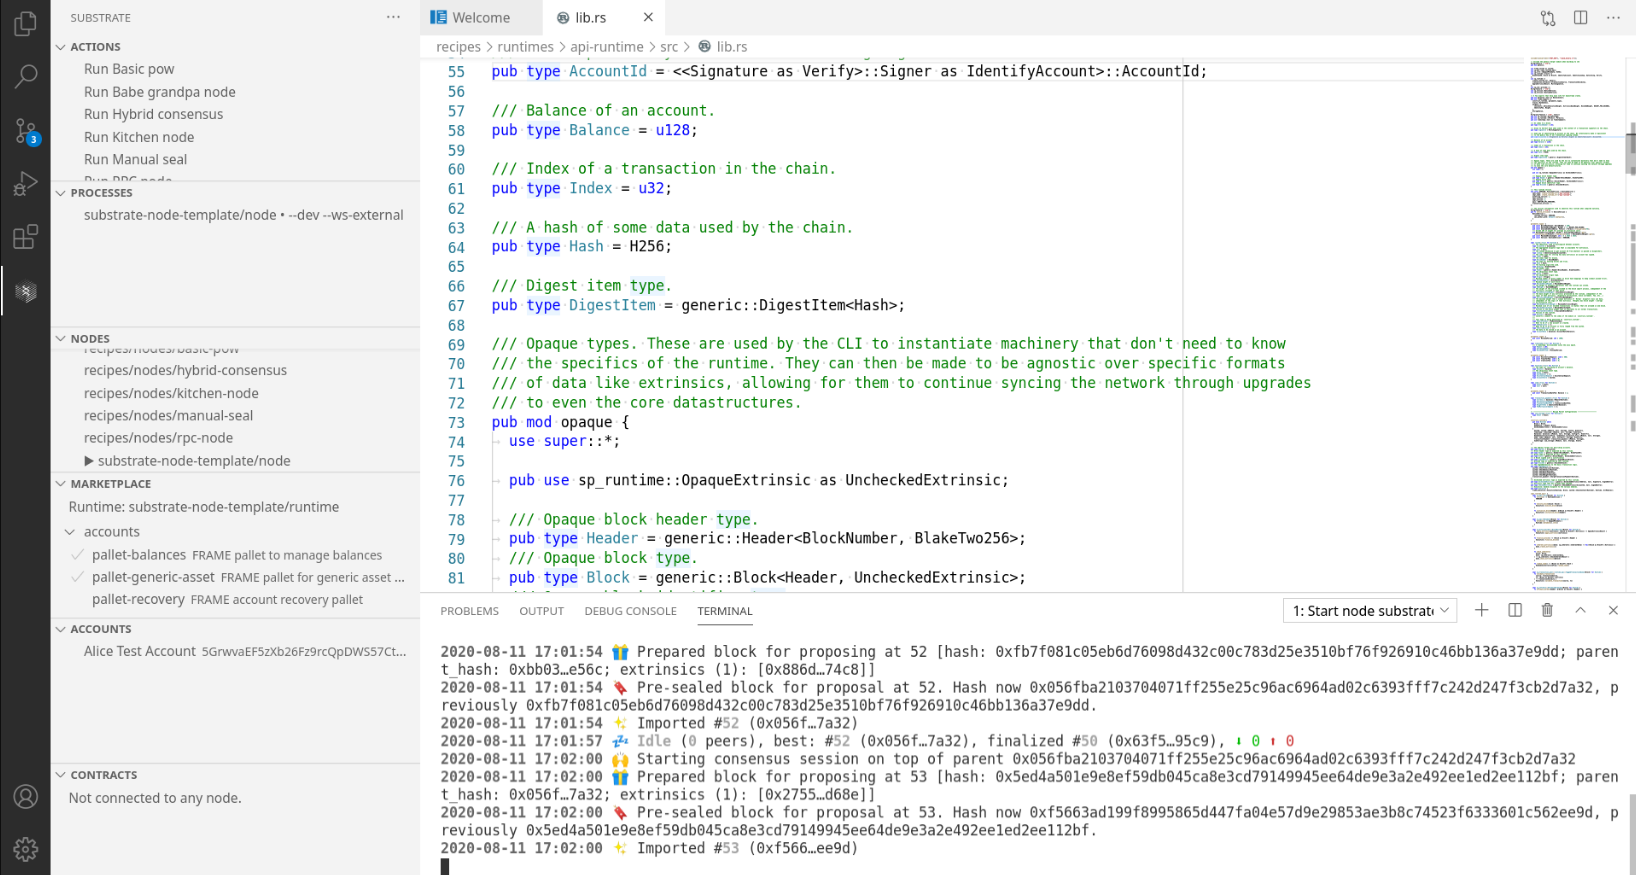 SUBSTRATE
ACTIONS
Run Basic pow
Run Babe grandpa node
Run Hybrid consensus
Run Kitchen node
Run Manual seal
Run RPC node
3
PROCESSES
substrate-node-template/node • --dev --ws-external
NODES
recipes/nodes/basic-pow
recipes/nodes/hybrid-consensus
recipes/nodes/kitchen-node
recipes/nodes/manual-seal
recipes/nodes/rpc-node
▶ substrate-node-template/node
MARKETPLACE
Runtime: substrate-node-template/runtime
accounts
pallet-balances FRAME pallet to manage balances
pallet-generic-asset FRAME pallet for generic asset ...
pallet-recovery FRAME account recovery pallet
ACCOUNTS
Alice Test Account 5GrwvaEF5zXb26Fz9rcQpDWS57Ct...
CONTRACTS
Not connected to any node.
Welcome
lib.rs
recipes > runtimes > api-runtime > src > lib.rs
55 pub type AccountId = <<Signature as Verify>::Signer as IdentifyAccount>::AccountId;
56
57 /// Balance of an account.
58 pub type Balance = u128;
59
60 /// Index of a transaction in the chain.
61 pub type Index = u32;
62
63 /// A hash of some data used by the chain.
64 pub type Hash = H256;
65
66 /// Digest item type.
67 pub type DigestItem = generic::DigestItem<Hash>;
68
69 /// Opaque types. These are used by the CLI to instantiate machinery that don't need to know
70 /// the specifics of the runtime. They can then be made to be agnostic over specific formats
71 /// of data like extrinsics, allowing for them to continue syncing the network through upgrades
72 /// to even the core datastructures.
73 pub mod opaque {
74 use super::*;
75
76 pub use sp_runtime::OpaqueExtrinsic as UncheckedExtrinsic;
77
78 /// Opaque block header type.
79 pub type Header = generic::Header<BlockNumber, BlakeTwo256>;
80 /// Opaque block type.
81 pub type Block = generic::Block<Header, UncheckedExtrinsic>;
PROBLEMS OUTPUT DEBUG CONSOLE TERMINAL
1: Start node substrate
2020-08-11 17:01:54 🎁 Prepared block for proposing at 52 [hash: 0xfb7f081c05eb6d76098d432c00c783d25e3510bf76f926910c46bb136a37e9dd; paren
t_hash: 0xbb03…e56c; extrinsics (1): [0x886d…74c8]]
2020-08-11 17:01:54 🔖 Pre-sealed block for proposal at 52. Hash now 0x056fba2103704071ff255e25c96ac6964ad02c6393fff7c242d247f3cb2d7a32, p
reviously 0xfb7f081c05eb6d76098d432c00c783d25e3510bf76f926910c46bb136a37e9dd.
2020-08-11 17:01:54 ✨ Imported #52 (0x056f…7a32)
2020-08-11 17:01:57 💤 Idle (0 peers), best: #52 (0x056f…7a32), finalized #50 (0x63f5…95c9), ⬇ 0 ⬆ 0
2020-08-11 17:02:00 🙌 Starting consensus session on top of parent 0x056fba2103704071ff255e25c96ac6964ad02c6393fff7c242d247f3cb2d7a32
2020-08-11 17:02:00 🎁 Prepared block for proposing at 53 [hash: 0x5ed4a501e9e8ef59db045ca8e3cd79149945ee64de9e3a2e492ee1ed2ee112bf; paren
t_hash: 0x056f…7a32; extrinsics (1): [0x2755…d68e]]
2020-08-11 17:02:00 🔖 Pre-sealed block for proposal at 53. Hash now 0xf5663ad199f8995865d447fa04e57d9e29853ae3b8c74523f6333601c562ee9d, p
reviously 0x5ed4a501e9e8ef59db045ca8e3cd79149945ee64de9e3a2e492ee1ed2ee112bf.
2020-08-11 17:02:00 ✨ Imported #53 (0xf566…ee9d)